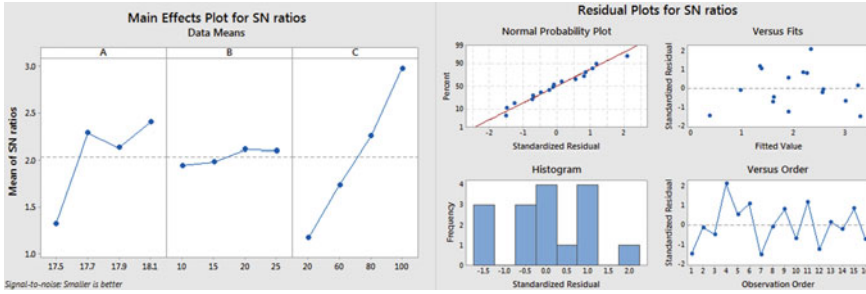 Main Effects Plot for SN ratios
Data Means
A B C
Mean of SN ratios
3.0
2.5
2.0
1.5
1.0
17.5 17.7 17.9 18.1 10 15 20 25 20 60 80 100
Signal-to-noise: Smaller is better
Residual Plots for SN ratios
Normal Probability Plot
Percent
99
90
50
10
1
-2 -1 0 1 2
Standardized Residual
Versus Fits
Standardized Residual
2
1
0
-1
-2
0 1 2 3
Fitted Value
Histogram
Frequency
4
3
2
1
0
-1.5 -1.0 -0.5 0.0 0.5 1.0 1.5 2.0
Standardized Residual
Versus Order
Standardized Residual
2
1
0
-1
-2
1 2 3 4 5 6 7 8 9 10 11 12 13 14 15
Observation Order